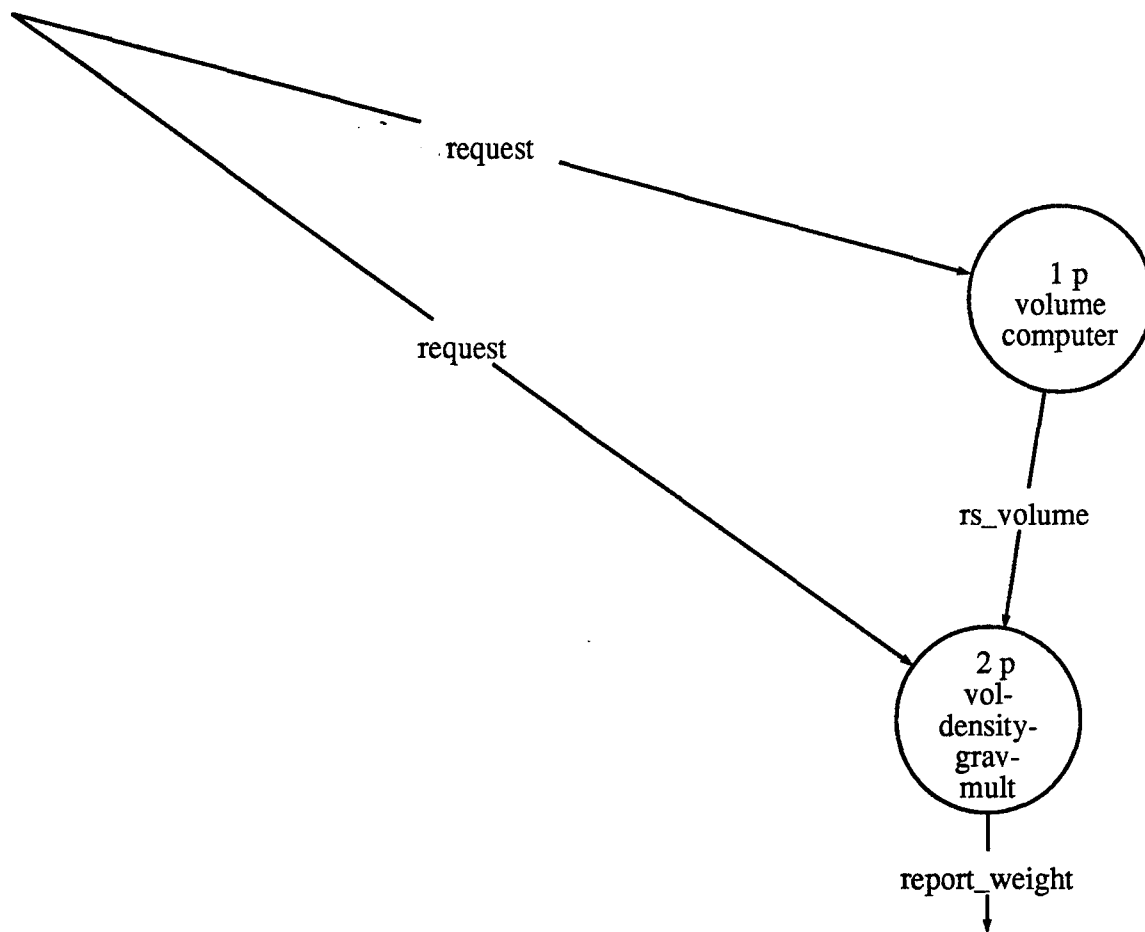 request
1 p
volume
computer
request
rs_volume
2 p
vol-
density-
grav-
mult
report_weight